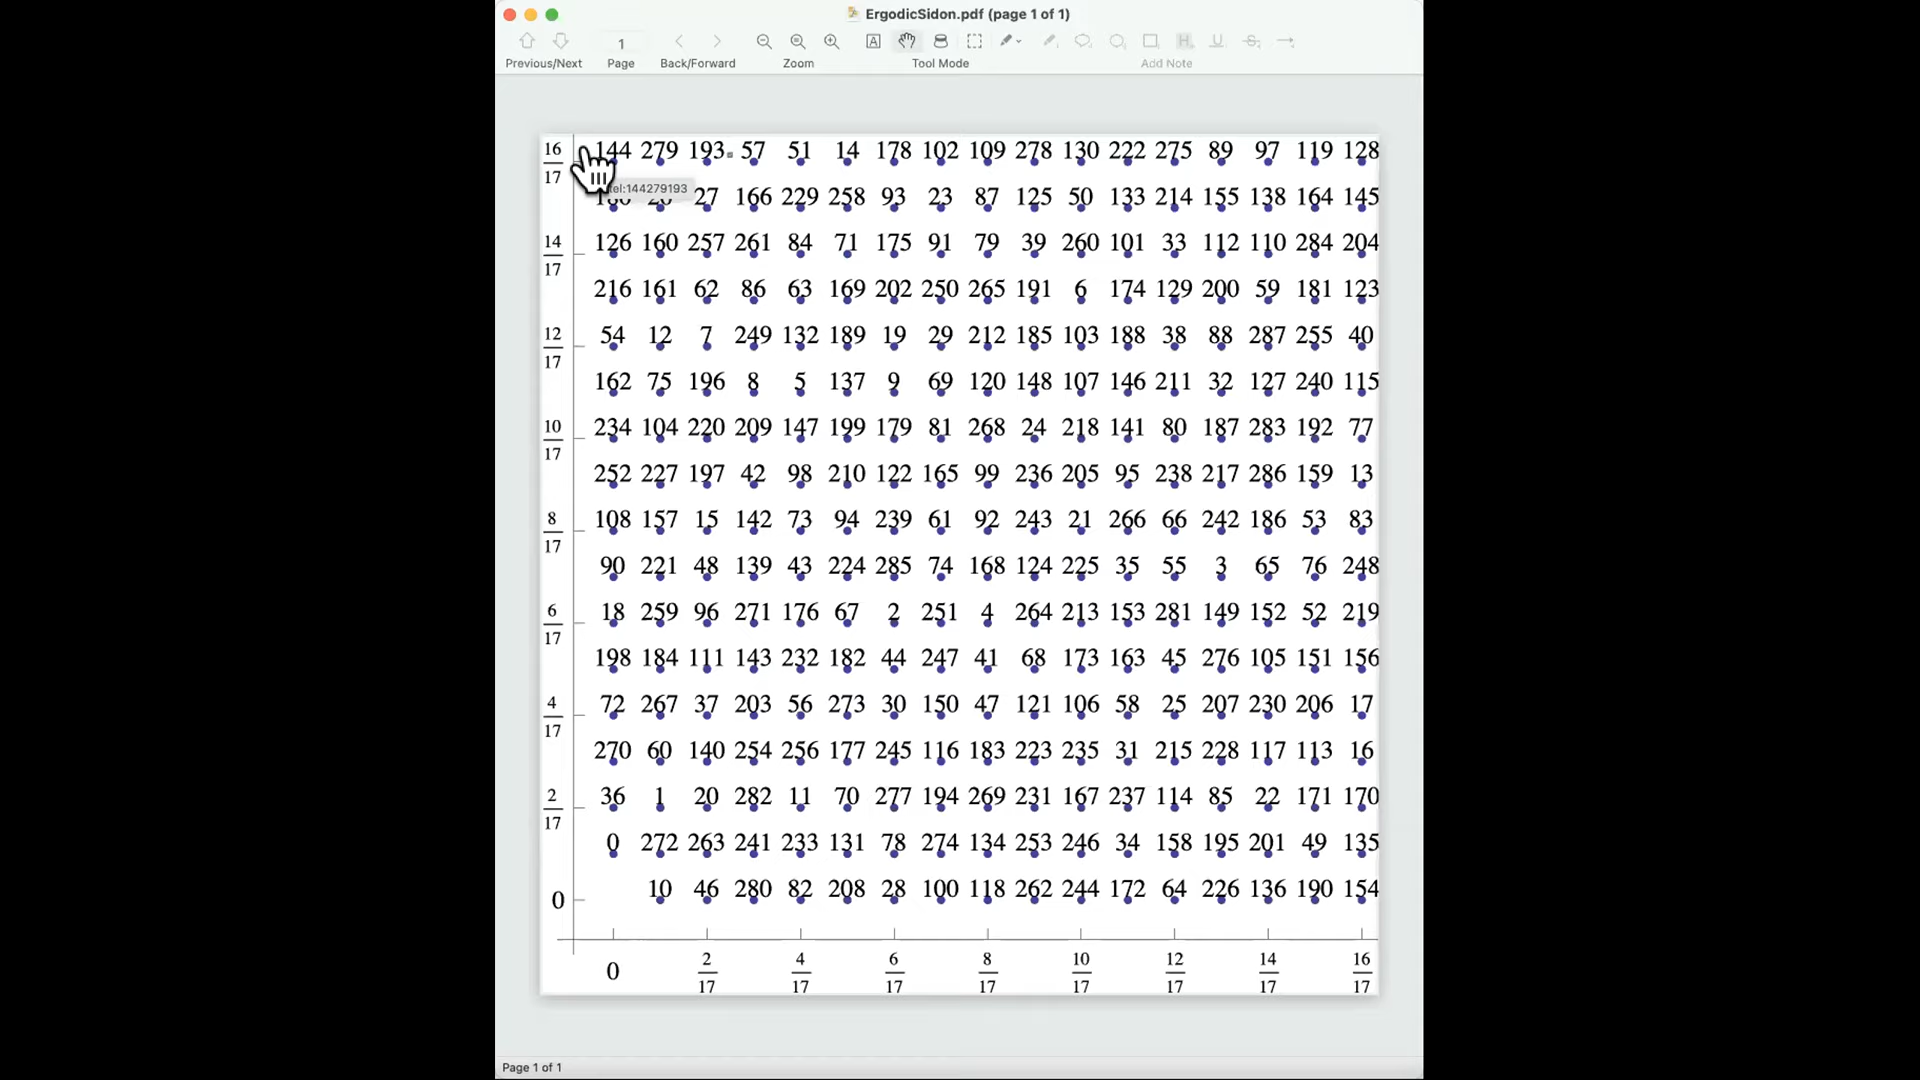 ErgodicSidon.pdf (page 1 of 1)
1
Previous/Next Page Back/Forward Zoom Tool Mode Add Note
16/17 144 279 193 57 51 14 178 102 109 278 130 222 275 89 97 119 128
tel:144279193
27 166 229 258 93 23 87 125 50 133 214 155 138 164 145
14/17 126 160 257 261 84 71 175 91 79 39 260 101 33 112 110 284 204
216 161 62 86 63 169 202 250 265 191 6 174 129 200 59 181 123
12/17 54 12 7 249 132 189 19 29 212 185 103 188 38 88 287 255 40
162 75 196 8 5 137 9 69 120 148 107 146 211 32 127 240 115
10/17 234 104 220 209 147 199 179 81 268 24 218 141 80 187 283 192 77
252 227 197 42 98 210 122 165 99 236 205 95 238 217 286 159 13
8/17 108 157 15 142 73 94 239 61 92 243 21 266 66 242 186 53 83
90 221 48 139 43 224 285 74 168 124 225 35 55 3 65 76 248
6/17 18 259 96 271 176 67 2 251 4 264 213 153 281 149 152 52 219
198 184 111 143 232 182 44 247 41 68 173 163 45 276 105 151 156
4/17 72 267 37 203 56 273 30 150 47 121 106 58 25 207 230 206 17
270 60 140 254 256 177 245 116 183 223 235 31 215 228 117 113 16
2/17 36 1 20 282 11 70 277 194 269 231 167 237 114 85 22 171 170
0 272 263 241 233 131 78 274 134 253 246 34 158 195 201 49 135
0 10 46 280 82 208 28 100 118 262 244 172 64 226 136 190 154
0 2/17 4/17 6/17 8/17 10/17 12/17 14/17 16/17
Page 1 of 1